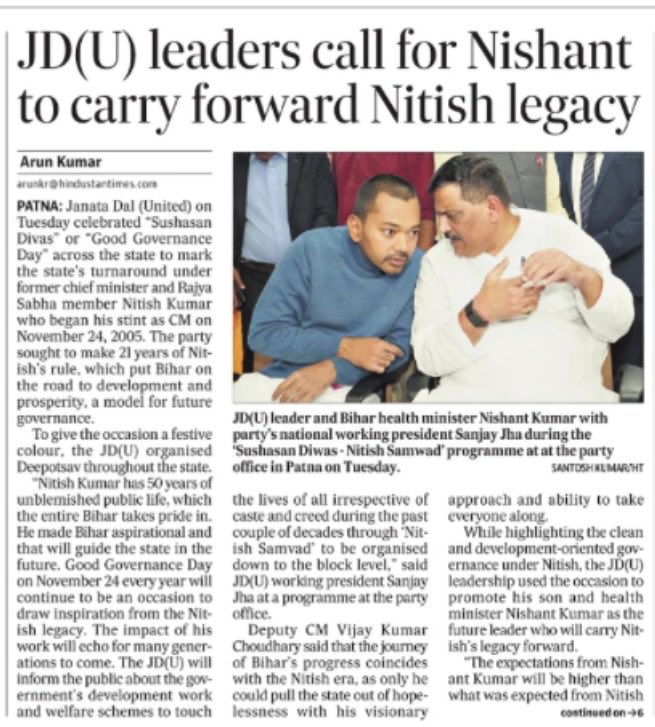 JD(U) leaders call for Nishant
to carry forward Nitish legacy
Arun Kumar
arunkr@hindustantimes.com
PATNA: Janata Dal (United) on
Tuesday celebrated "Sushasan
Divas" or "Good Governance
Day" across the state to mark
the state's turnaround under
former chief minister and Rajya
Sabha member Nitish Kumar
who began his stint as CM on
November 24, 2005. The party
sought to make 21 years of Nit-
ish's rule, which put Bihar on
the road to development and
prosperity, a model for future
governance.
To give the occasion a festive
colour, the JD(U) organised
Deepotsav throughout the state.
"Nitish Kumar has 50 years of
unblemished public life, which
the entire Bihar takes pride in.
He made Bihar aspirational and
that will guide the state in the
future. Good Governance Day
on November 24 every year will
continue to be an occasion to
draw inspiration from the Nit-
ish legacy. The impact of his
work will echo for many gener-
ations to come. The JD(U) will
inform the public about the gov-
ernment's development work
and welfare schemes to touch
JD(U) leader and Bihar health minister Nishant Kumar with
party's national working president Sanjay Jha during the
'Sushasan Diwas - Nitish Samwad' programme at at the party
office in Patna on Tuesday.
SANTOSH KUMAR/HT
the lives of all irrespective of
caste and creed during the past
couple of decades through 'Nit-
ish Samvad' to be organised
down to the block level," said
JD(U) working president Sanjay
Jha at a programme at the party
office.
Deputy CM Vijay Kumar
Choudhary said that the journey
of Bihar's progress coincides
with the Nitish era, as only he
could pull the state out of hope-
lessness with his visionary
approach and ability to take
everyone along.
While highlighting the clean
and development-oriented gov-
ernance under Nitish, the JD(U)
leadership used the occasion to
promote his son and health
minister Nishant Kumar as the
future leader who will carry Nit-
ish's legacy forward.
"The expectations from Nish-
ant Kumar will be higher than
what was expected from Nitish
continued on →6